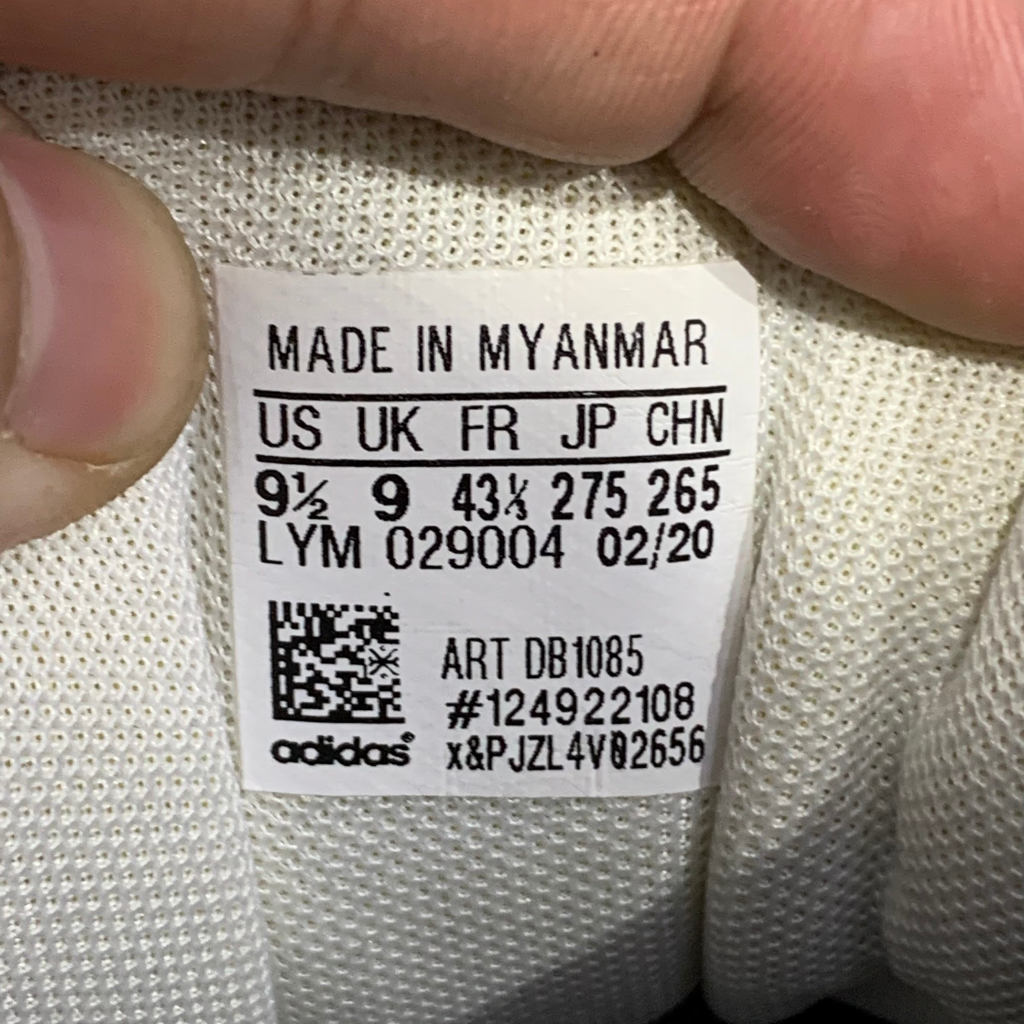 MADE IN MYANMAR
US UK FR JP CHN
9½ 9 43⅓ 275 265
LYM 029004 02/20
ART DB1085
#124922108
adidas® x&PJZL4V02656